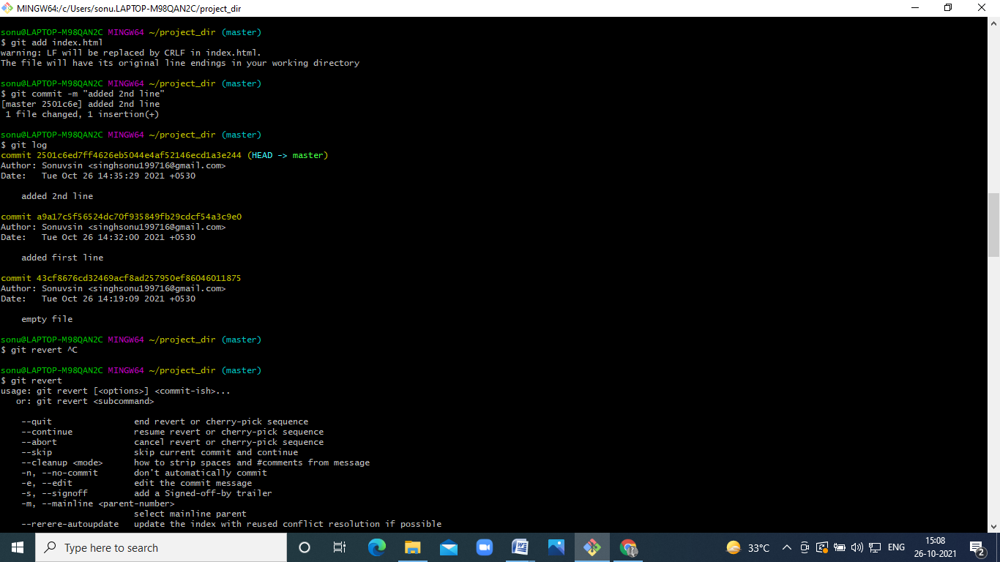 MINGW64:/c/Users/sonu.LAPTOP-M98QAN2C/project_dir
sonu@LAPTOP-M98QAN2C MINGW64 ~/project_dir (master)
$ git add index.html
warning: LF will be replaced by CRLF in index.html.
The file will have its original line endings in your working directory
sonu@LAPTOP-M98QAN2C MINGW64 ~/project_dir (master)
$ git commit -m "added 2nd line"
[master 2501c6e] added 2nd line
 1 file changed, 1 insertion(+)
sonu@LAPTOP-M98QAN2C MINGW64 ~/project_dir (master)
$ git log
commit 2501c6ed7ff4626eb5044e4af52146ecd1a3e244 (HEAD -> master)
Author: Sonuvsin <singhsonu199716@gmail.com>
Date:   Tue Oct 26 14:35:29 2021 +0530
    added 2nd line
commit a9a17c5f56524dc70f935849fb29cdcf54a3c9e0
Author: Sonuvsin <singhsonu199716@gmail.com>
Date:   Tue Oct 26 14:32:00 2021 +0530
    added first line
commit 43cf8676cd32469acf8ad257950ef86046011875
Author: Sonuvsin <singhsonu199716@gmail.com>
Date:   Tue Oct 26 14:19:09 2021 +0530
    empty file
sonu@LAPTOP-M98QAN2C MINGW64 ~/project_dir (master)
$ git revert ^C
sonu@LAPTOP-M98QAN2C MINGW64 ~/project_dir (master)
$ git revert
usage: git revert [<options>] <commit-ish>...
   or: git revert <subcommand>
    --quit                end revert or cherry-pick sequence
    --continue            resume revert or cherry-pick sequence
    --abort               cancel revert or cherry-pick sequence
    --skip                skip current commit and continue
    --cleanup <mode>      how to strip spaces and #comments from message
    -n, --no-commit       don't automatically commit
    -e, --edit            edit the commit message
    -s, --signoff         add a Signed-off-by trailer
    -m, --mainline <parent-number>
                          select mainline parent
    --rerere-autoupdate   update the index with reused conflict resolution if possible
Type here to search
33°C
ENG
15:08
26-10-2021
2